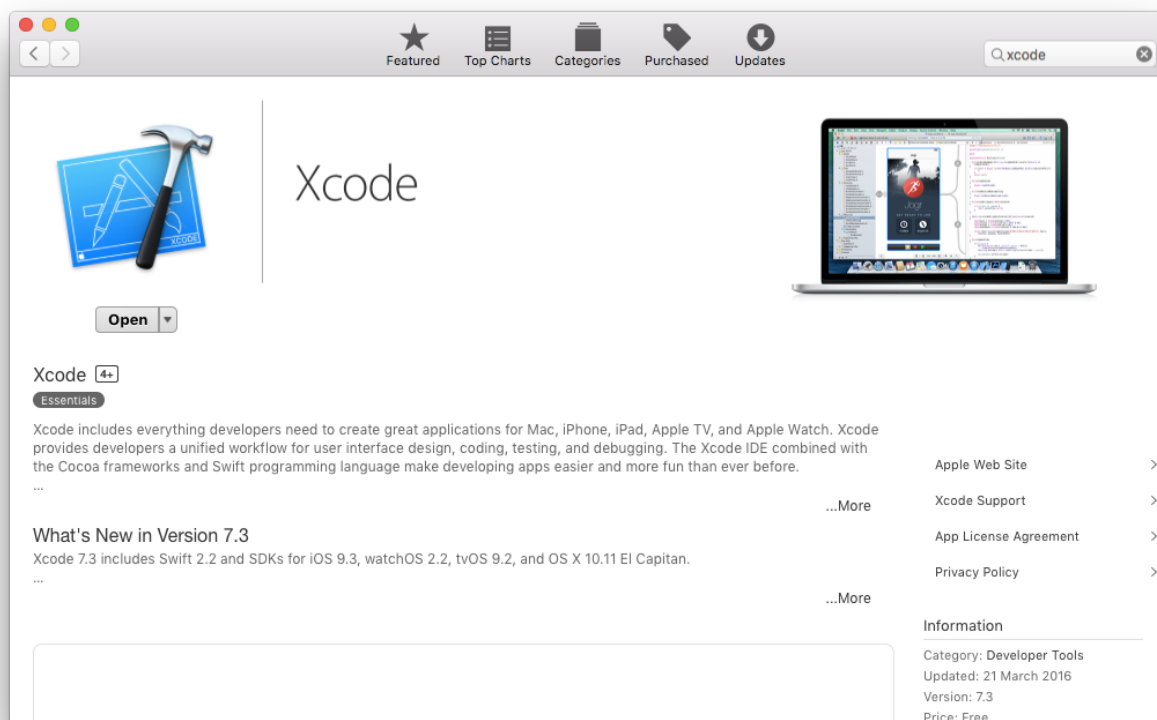 Featured
Top Charts
Categories
Purchased
Updates
xcode
XCODE
Xcode
Jogr
Open
Xcode 4+
Essentials
Xcode includes everything developers need to create great applications for Mac, iPhone, iPad, Apple TV, and Apple Watch. Xcode
provides developers a unified workflow for user interface design, coding, testing, and debugging. The Xcode IDE combined with
the Cocoa frameworks and Swift programming language make developing apps easier and more fun than ever before.
...
...More
What's New in Version 7.3
Xcode 7.3 includes Swift 2.2 and SDKs for iOS 9.3, watchOS 2.2, tvOS 9.2, and OS X 10.11 El Capitan.
...
...More
Apple Web Site
Xcode Support
App License Agreement
Privacy Policy
Information
Category: Developer Tools
Updated: 21 March 2016
Version: 7.3
Price: Free